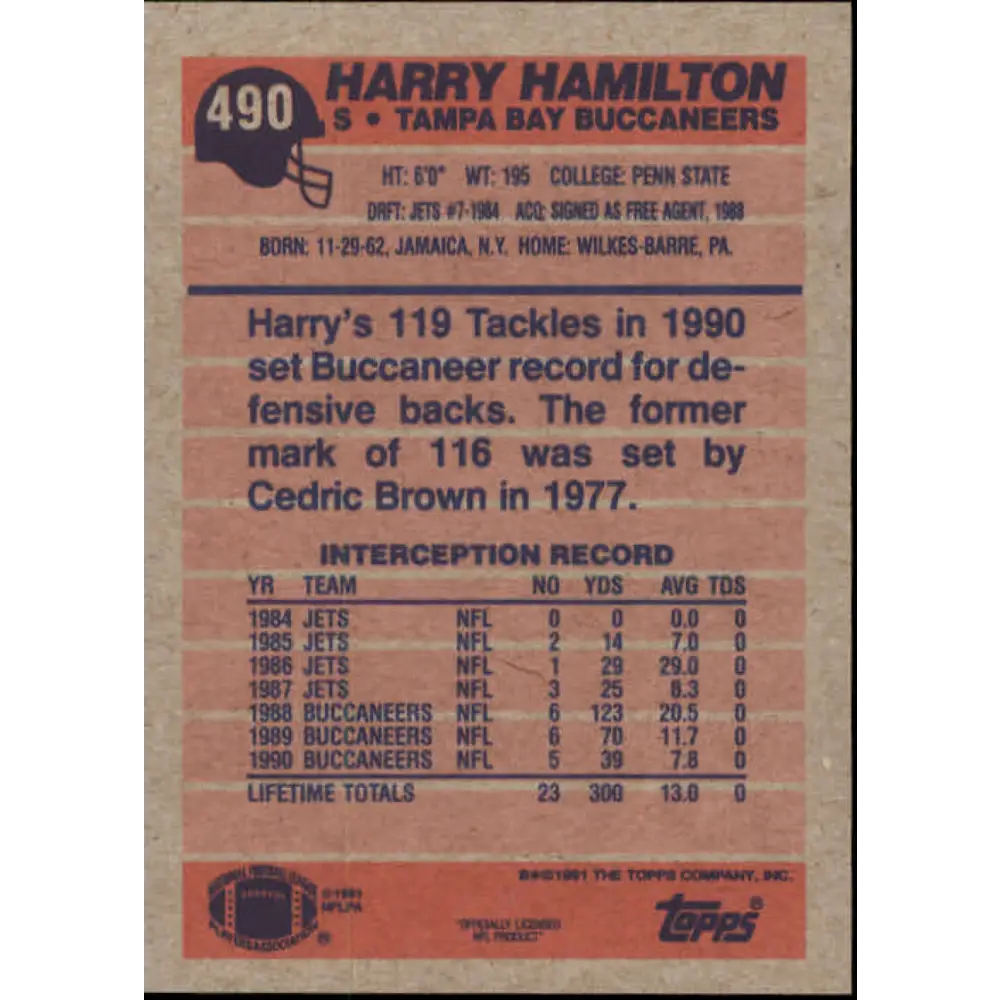 490
HARRY HAMILTON
S • TAMPA BAY BUCCANEERS
HT: 6'0" WT: 195 COLLEGE: PENN STATE
DRFT: JETS #7-1984 ACQ: SIGNED AS FREE AGENT, 1988
BORN: 11-29-62, JAMAICA, N.Y. HOME: WILKES-BARRE, PA.
Harry's 119 Tackles in 1990
set Buccaneer record for de-
fensive backs. The former
mark of 116 was set by
Cedric Brown in 1977.
INTERCEPTION RECORD
YR TEAM NO YDS AVG TDS
1984 JETS NFL 0 0 0.0 0
1985 JETS NFL 2 14 7.0 0
1986 JETS NFL 1 29 29.0 0
1987 JETS NFL 3 25 8.3 0
1988 BUCCANEERS NFL 6 123 20.5 0
1989 BUCCANEERS NFL 6 70 11.7 0
1990 BUCCANEERS NFL 5 39 7.8 0
LIFETIME TOTALS 23 300 13.0 0
©1991 THE TOPPS COMPANY, INC.
NATIONAL FOOTBALL LEAGUE
PLAYERS ASSOCIATION ®
NFLPA
"OFFICIALLY LICENSED
NFL PRODUCT"
topps®